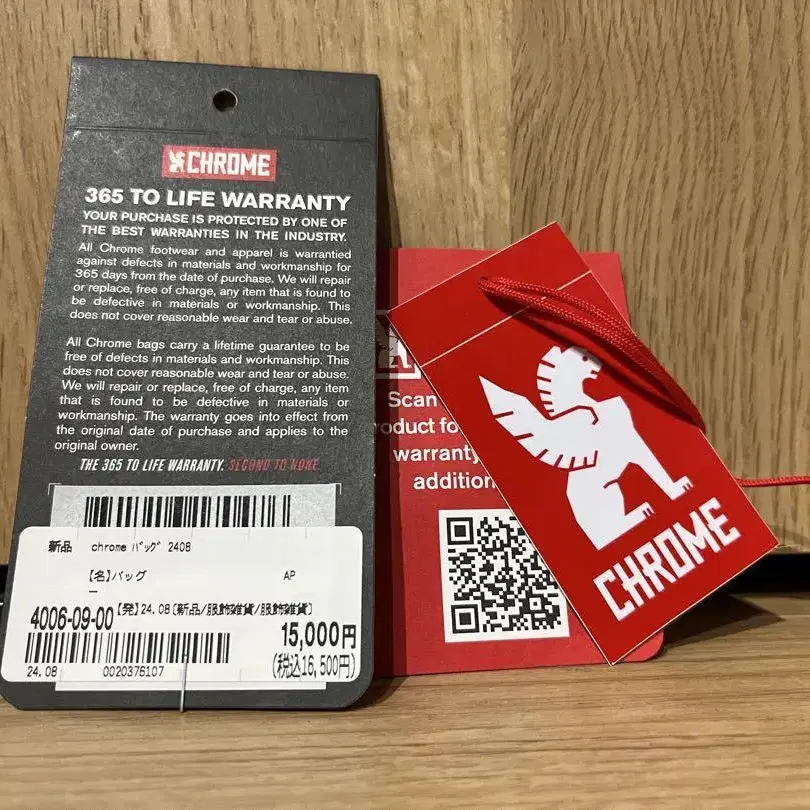 CHROME
365 TO LIFE WARRANTY
YOUR PURCHASE IS PROTECTED BY ONE OF
THE BEST WARRANTIES IN THE INDUSTRY.
All Chrome footwear and apparel is warrantied
against defects in materials and workmanship for
365 days from the date of purchase. We will repair
or replace, free of charge, any item that is found to
be defective in materials or workmanship. This
does not cover reasonable wear and tear or abuse.
All Chrome bags carry a lifetime guarantee to be
free of defects in materials and workmanship. This
does not cover reasonable wear and tear or abuse.
We will repair or replace, free of charge, any item
that is found to be defective in materials or
workmanship. The warranty goes into effect from
the original date of purchase and applies to the
original owner.
THE 365 TO LIFE WARRANTY. SECOND TO NONE.
新品 chrome バッグ 2408
【名】バッグ AP
ー
4006-09-00 【発】24.08〔新品/服飾雑貨/服飾雑貨〕
15,000円
(税込16,500円)
24.08 0020376107
Scan
roduct fo
warranty
addition
CHROME